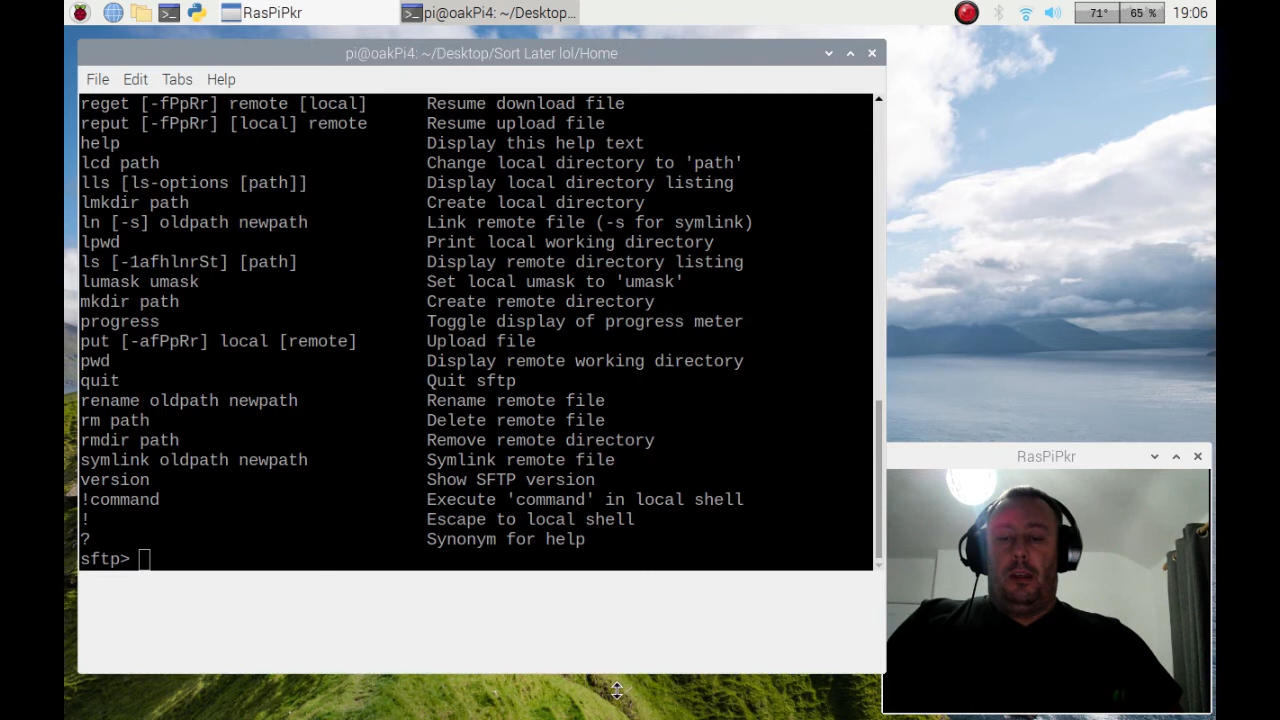 RasPiPkr
pi@oakPi4: ~/Desktop...
71°
65 %
19:06
pi@oakPi4: ~/Desktop/Sort Later lol/Home
File Edit Tabs Help
reget [-fPpRr] remote [local] Resume download file
reput [-fPpRr] [local] remote Resume upload file
help Display this help text
lcd path Change local directory to 'path'
lls [ls-options [path]] Display local directory listing
lmkdir path Create local directory
ln [-s] oldpath newpath Link remote file (-s for symlink)
lpwd Print local working directory
ls [-1afhlnrSt] [path] Display remote directory listing
lumask umask Set local umask to 'umask'
mkdir path Create remote directory
progress Toggle display of progress meter
put [-afPpRr] local [remote] Upload file
pwd Display remote working directory
quit Quit sftp
rename oldpath newpath Rename remote file
rm path Delete remote file
rmdir path Remove remote directory
symlink oldpath newpath Symlink remote file
version Show SFTP version
!command Execute 'command' in local shell
! Escape to local shell
? Synonym for help
sftp>
RasPiPkr